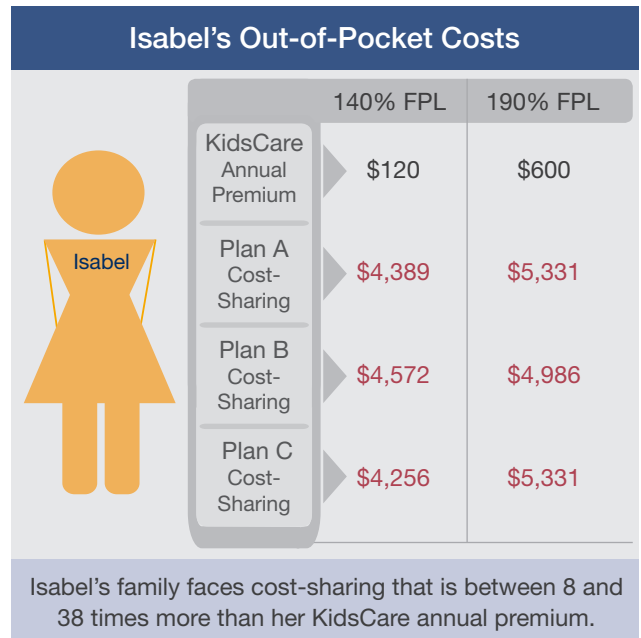 Isabel's Out-of-Pocket Costs
140% FPL 190% FPL
KidsCare
Annual
Premium
$120 $600
Isabel
Plan A
Cost-
Sharing
$4,389 $5,331
Plan B
Cost-
Sharing
$4,572 $4,986
Plan C
Cost-
Sharing
$4,256 $5,331
Isabel's family faces cost-sharing that is between 8 and
38 times more than her KidsCare annual premium.